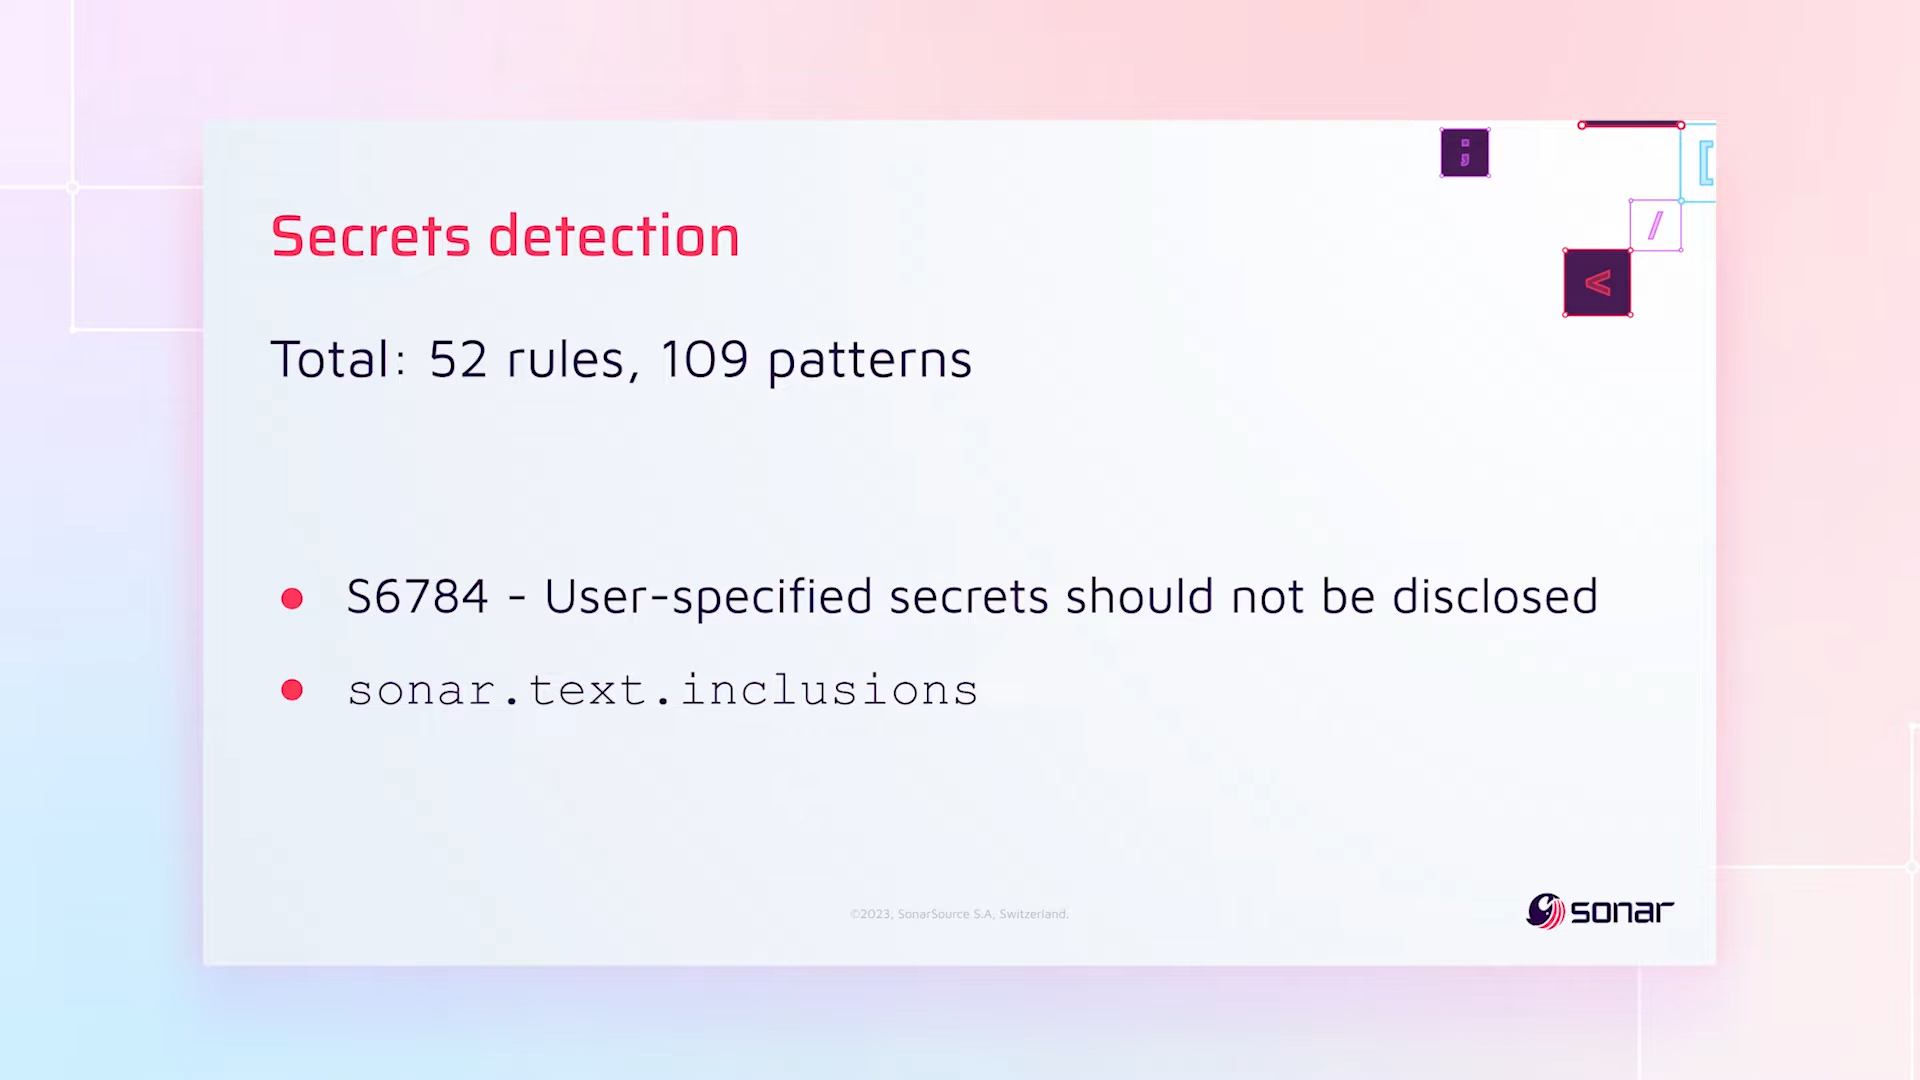 ;
[
/
<
Secrets detection
Total: 52 rules, 109 patterns
S6784 - User-specified secrets should not be disclosed
sonar.text.inclusions
©2023, SonarSource S.A, Switzerland.
sonar